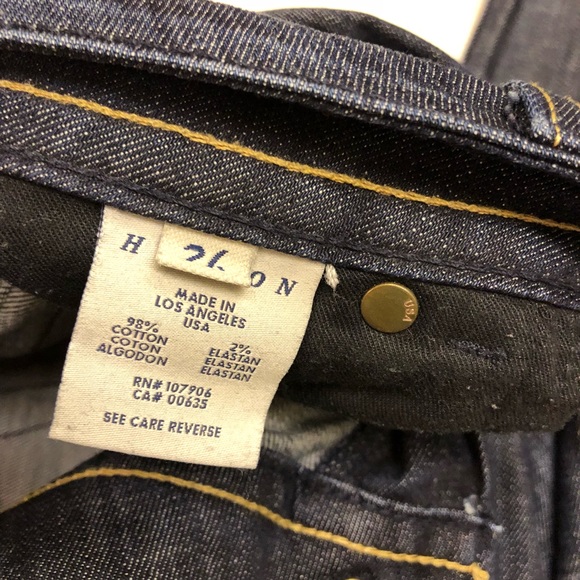 H ON
26
MADE IN
LOS ANGELES
USA
98% 2%
COTTON ELASTAN
COTON ELASTAN
ALGODON ELASTAN
RN# 107906
CA# 00635
SEE CARE REVERSE
USA